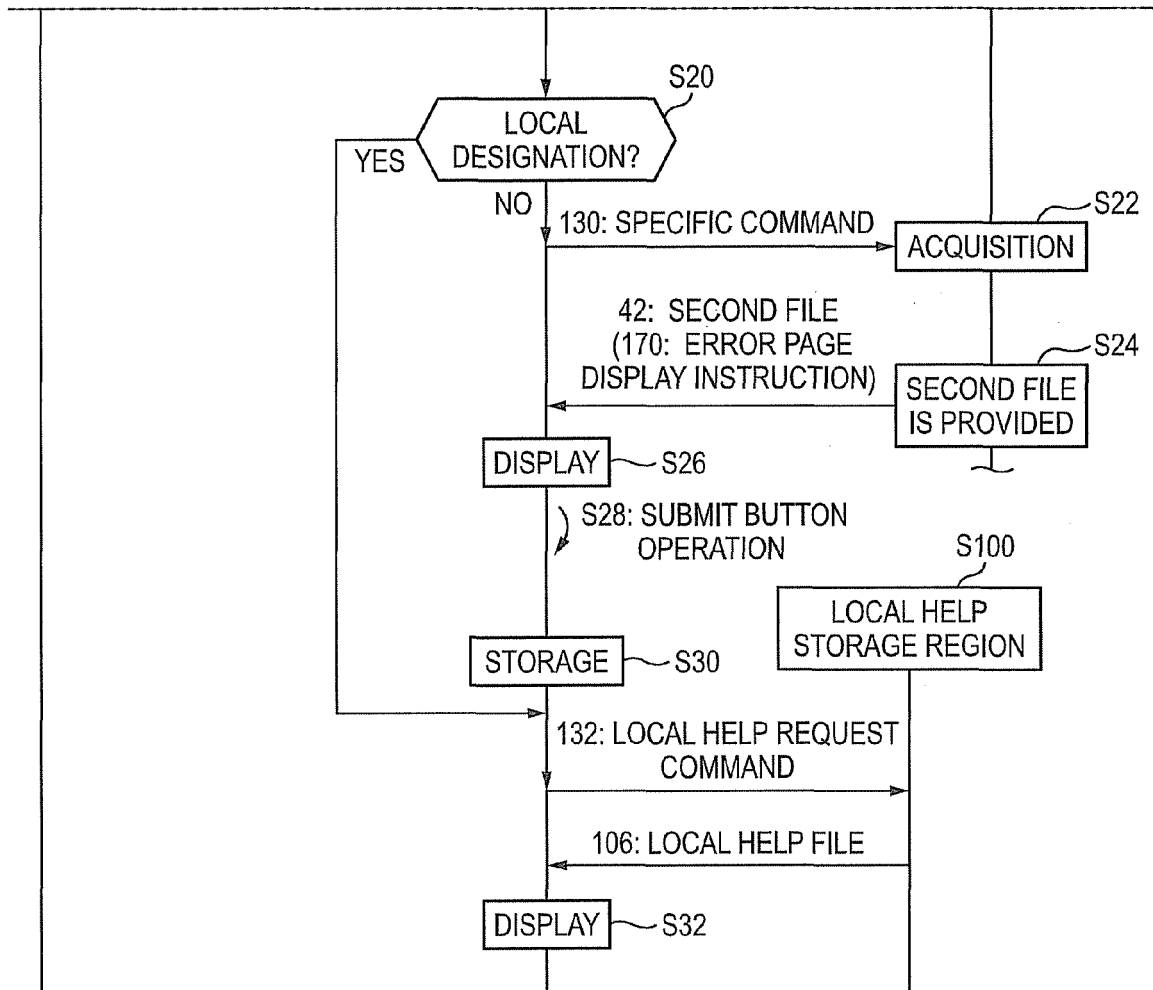 S20
LOCAL
DESIGNATION?
YES
NO
130: SPECIFIC COMMAND
S22
ACQUISITION
42: SECOND FILE
(170: ERROR PAGE
DISPLAY INSTRUCTION)
S24
SECOND FILE
IS PROVIDED
DISPLAY
S26
S28: SUBMIT BUTTON
OPERATION
S100
LOCAL HELP
STORAGE REGION
STORAGE
S30
132: LOCAL HELP REQUEST
COMMAND
106: LOCAL HELP FILE
DISPLAY
S32